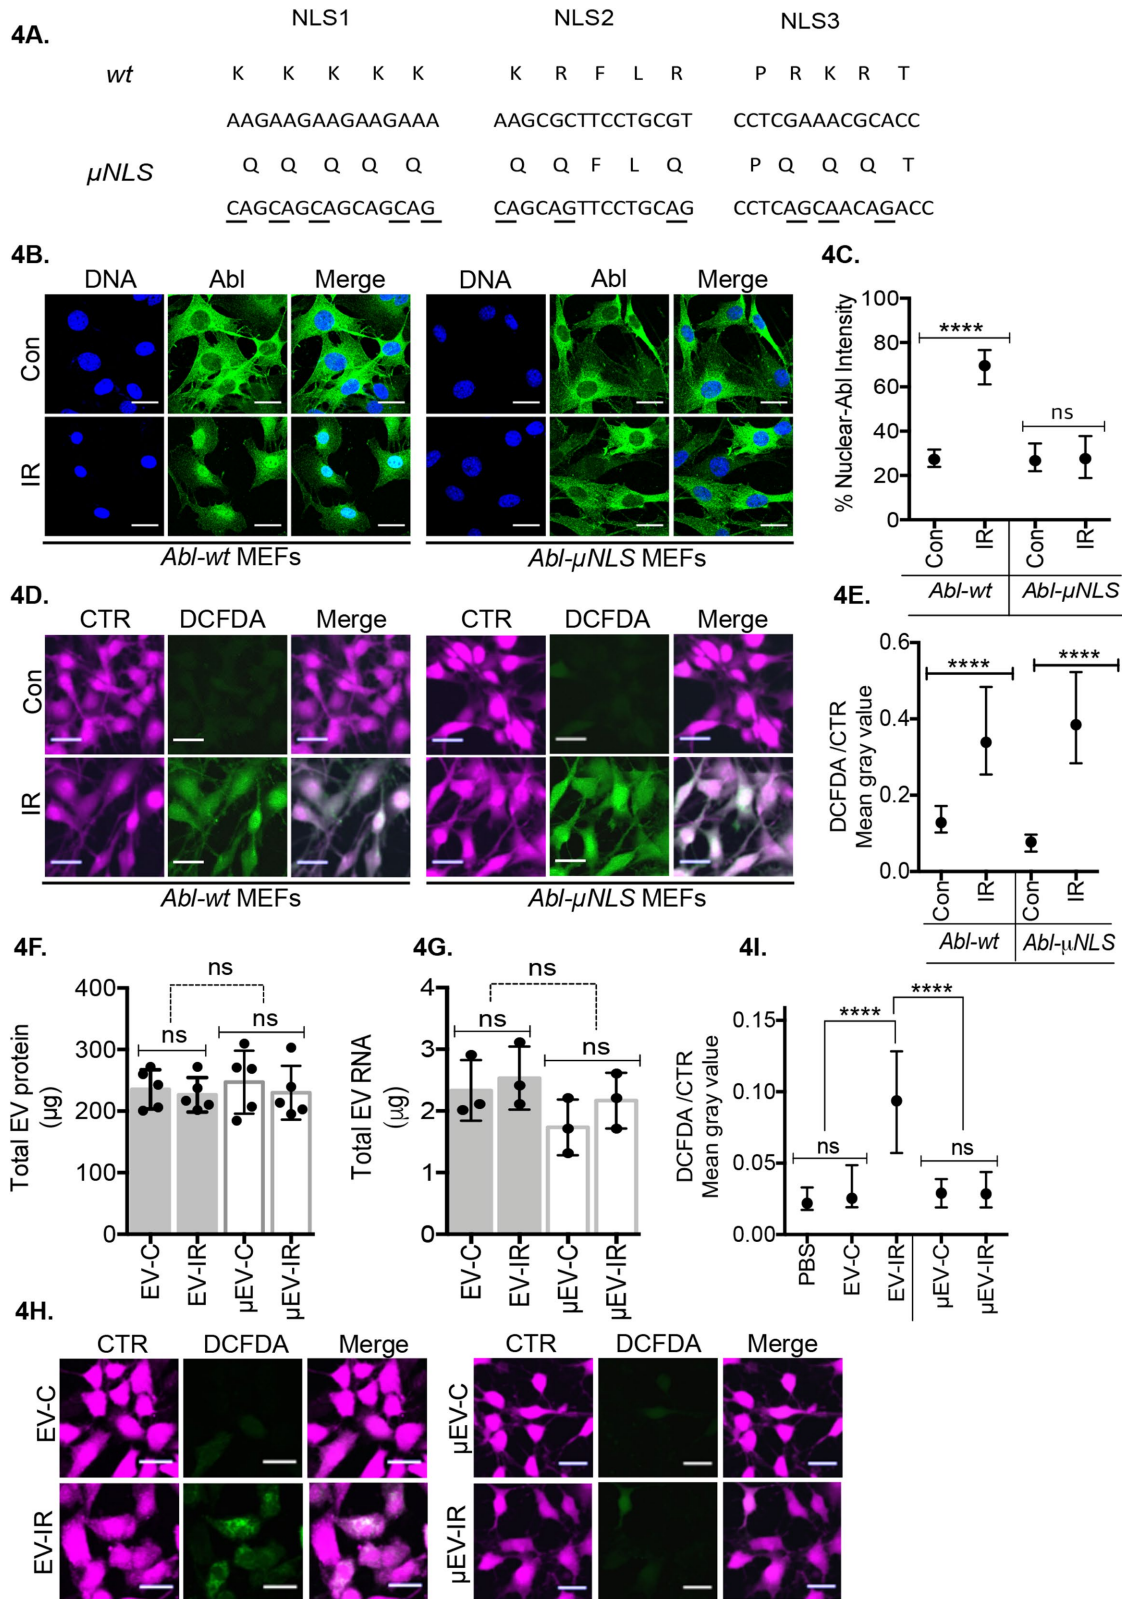 4A.
NLS1 NLS2 NLS3
wt K K K K K K R F L R P R K R T
AAGAAGAAGAAGAAA AAGCGCTTCCTGCGT CCTCGAAACGCACC
µNLS Q Q Q Q Q Q Q F L Q P Q Q Q T
CAGCAGCAGCAGCAG CAGCAGTTCCTGCAG CCTCAGCAACAGACC
4B.
DNA Abl Merge DNA Abl Merge
Con
IR
Abl-wt MEFs Abl-µNLS MEFs
4C.
% Nuclear-Abl Intensity
100
80
60
40
20
0
**** ns
Con IR Con IR
Abl-wt Abl-µNLS
4D.
CTR DCFDA Merge CTR DCFDA Merge
Con
IR
Abl-wt MEFs Abl-µNLS MEFs
4E.
DCFDA /CTR
Mean gray value
0.6
0.4
0.2
0.0
**** ****
Con IR Con IR
Abl-wt Abl-µNLS
4F.
Total EV protein
(µg)
400
300
200
100
0
ns
ns ns
EV-C EV-IR µEV-C µEV-IR
4G.
Total EV RNA
(µg)
4
3
2
1
0
ns
ns ns
EV-C EV-IR µEV-C µEV-IR
4I.
DCFDA /CTR
Mean gray value
0.15
0.10
0.05
0.00
**** ****
ns ns
PBS EV-C EV-IR µEV-C µEV-IR
4H.
CTR DCFDA Merge CTR DCFDA Merge
EV-C µEV-C
EV-IR µEV-IR